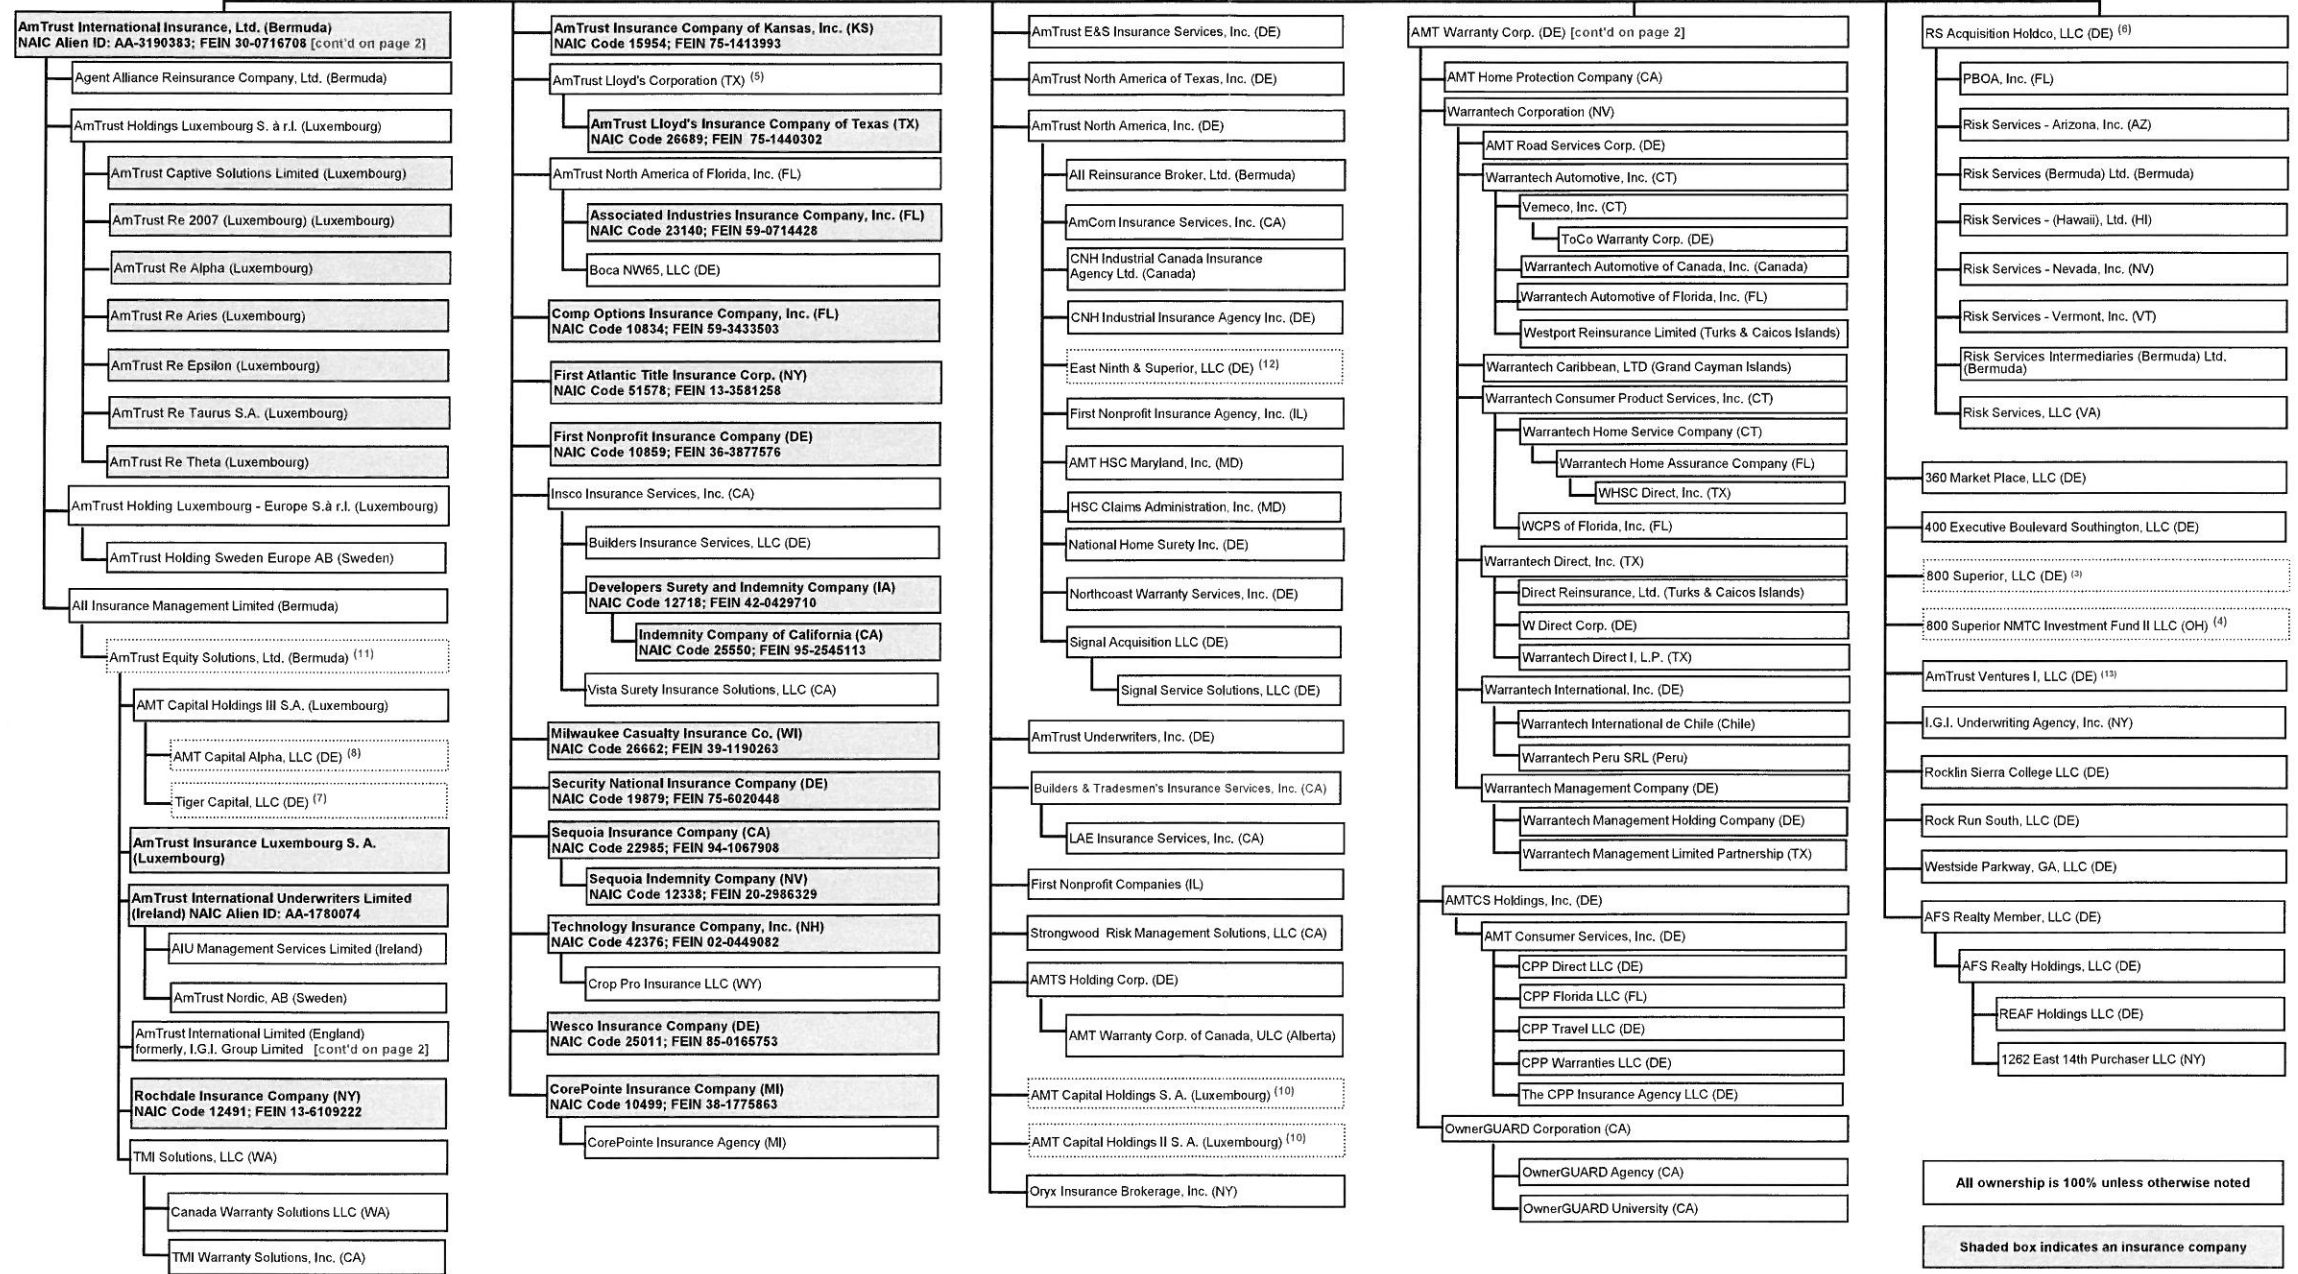 AmTrust International Insurance, Ltd. (Bermuda)
NAIC Alien ID: AA-3190383; FEIN 30-0716708 [cont'd on page 2]
Agent Alliance Reinsurance Company, Ltd. (Bermuda)
AmTrust Holdings Luxembourg S. à r.l. (Luxembourg)
AmTrust Captive Solutions Limited (Luxembourg)
AmTrust Re 2007 (Luxembourg) (Luxembourg)
AmTrust Re Alpha (Luxembourg)
AmTrust Re Aries (Luxembourg)
AmTrust Re Epsilon (Luxembourg)
AmTrust Re Taurus S.A. (Luxembourg)
AmTrust Re Theta (Luxembourg)
AmTrust Holding Luxembourg - Europe S.à r.l. (Luxembourg)
AmTrust Holding Sweden Europe AB (Sweden)
AII Insurance Management Limited (Bermuda)
AmTrust Equity Solutions, Ltd. (Bermuda) (11)
AMT Capital Holdings III S.A. (Luxembourg)
AMT Capital Alpha, LLC (DE) (8)
Tiger Capital, LLC (DE) (7)
AmTrust Insurance Luxembourg S. A.
(Luxembourg)
AmTrust International Underwriters Limited
(Ireland) NAIC Alien ID: AA-1780074
AIU Management Services Limited (Ireland)
AmTrust Nordic, AB (Sweden)
AmTrust International Limited (England)
formerly, I.G.I. Group Limited [cont'd on page 2]
Rochdale Insurance Company (NY)
NAIC Code 12491; FEIN 13-6109222
TMI Solutions, LLC (WA)
Canada Warranty Solutions LLC (WA)
TMI Warranty Solutions, Inc. (CA)
AmTrust Insurance Company of Kansas, Inc. (KS)
NAIC Code 15954; FEIN 75-1413993
AmTrust Lloyd's Corporation (TX) (5)
AmTrust Lloyd's Insurance Company of Texas (TX)
NAIC Code 26689; FEIN 75-1440302
AmTrust North America of Florida, Inc. (FL)
Associated Industries Insurance Company, Inc. (FL)
NAIC Code 23140; FEIN 59-0714428
Boca NW65, LLC (DE)
Comp Options Insurance Company, Inc. (FL)
NAIC Code 10834; FEIN 59-3433503
First Atlantic Title Insurance Corp. (NY)
NAIC Code 51578; FEIN 13-3581258
First Nonprofit Insurance Company (DE)
NAIC Code 10859; FEIN 36-3877576
Insco Insurance Services, Inc. (CA)
Builders Insurance Services, LLC (DE)
Developers Surety and Indemnity Company (IA)
NAIC Code 12718; FEIN 42-0429710
Indemnity Company of California (CA)
NAIC Code 25550; FEIN 95-2545113
Vista Surety Insurance Solutions, LLC (CA)
Milwaukee Casualty Insurance Co. (WI)
NAIC Code 26662; FEIN 39-1190263
Security National Insurance Company (DE)
NAIC Code 19879; FEIN 75-6020448
Sequoia Insurance Company (CA)
NAIC Code 22985; FEIN 94-1067908
Sequoia Indemnity Company (NV)
NAIC Code 12338; FEIN 20-2986329
Technology Insurance Company, Inc. (NH)
NAIC Code 42376; FEIN 02-0449082
Crop Pro Insurance LLC (WY)
Wesco Insurance Company (DE)
NAIC Code 25011; FEIN 85-0165753
CorePointe Insurance Company (MI)
NAIC Code 10499; FEIN 38-1775863
CorePointe Insurance Agency (MI)
AmTrust E&S Insurance Services, Inc. (DE)
AmTrust North America of Texas, Inc. (DE)
AmTrust North America, Inc. (DE)
AII Reinsurance Broker, Ltd. (Bermuda)
AmCom Insurance Services, Inc. (CA)
CNH Industrial Canada Insurance
Agency Ltd. (Canada)
CNH Industrial Insurance Agency Inc. (DE)
East Ninth & Superior, LLC (DE) (12)
First Nonprofit Insurance Agency, Inc. (IL)
AMT HSC Maryland, Inc. (MD)
HSC Claims Administration, Inc. (MD)
National Home Surety Inc. (DE)
Northcoast Warranty Services, Inc. (DE)
Signal Acquisition LLC (DE)
Signal Service Solutions, LLC (DE)
AmTrust Underwriters, Inc. (DE)
Builders & Tradesmen's Insurance Services, Inc. (CA)
LAE Insurance Services, Inc. (CA)
First Nonprofit Companies (IL)
Strongwood Risk Management Solutions, LLC (CA)
AMTS Holding Corp. (DE)
AMT Warranty Corp. of Canada, ULC (Alberta)
AMT Capital Holdings S. A. (Luxembourg) (10)
AMT Capital Holdings II S. A. (Luxembourg) (10)
Oryx Insurance Brokerage, Inc. (NY)
AMT Warranty Corp. (DE) [cont'd on page 2]
AMT Home Protection Company (CA)
Warrantech Corporation (NV)
AMT Road Services Corp. (DE)
Warrantech Automotive, Inc. (CT)
Vemeco, Inc. (CT)
ToCo Warranty Corp. (DE)
Warrantech Automotive of Canada, Inc. (Canada)
Warrantech Automotive of Florida, Inc. (FL)
Westport Reinsurance Limited (Turks & Caicos Islands)
Warrantech Caribbean, LTD (Grand Cayman Islands)
Warrantech Consumer Product Services, Inc. (CT)
Warrantech Home Service Company (CT)
Warrantech Home Assurance Company (FL)
WHSC Direct, Inc. (TX)
WCPS of Florida, Inc. (FL)
Warrantech Direct, Inc. (TX)
Direct Reinsurance, Ltd. (Turks & Caicos Islands)
W Direct Corp. (DE)
Warrantech Direct I, L.P. (TX)
Warrantech International. Inc. (DE)
Warrantech International de Chile (Chile)
Warrantech Peru SRL (Peru)
Warrantech Management Company (DE)
Warrantech Management Holding Company (DE)
Warrantech Management Limited Partnership (TX)
AMTCS Holdings, Inc. (DE)
AMT Consumer Services, Inc. (DE)
CPP Direct LLC (DE)
CPP Florida LLC (FL)
CPP Travel LLC (DE)
CPP Warranties LLC (DE)
The CPP Insurance Agency LLC (DE)
OwnerGUARD Corporation (CA)
OwnerGUARD Agency (CA)
OwnerGUARD University (CA)
RS Acquisition Holdco, LLC (DE) (6)
PBOA, Inc. (FL)
Risk Services - Arizona, Inc. (AZ)
Risk Services (Bermuda) Ltd. (Bermuda)
Risk Services - (Hawaii), Ltd. (HI)
Risk Services - Nevada, Inc. (NV)
Risk Services - Vermont, Inc. (VT)
Risk Services Intermediaries (Bermuda) Ltd.
(Bermuda)
Risk Services, LLC (VA)
360 Market Place, LLC (DE)
400 Executive Boulevard Southington, LLC (DE)
800 Superior, LLC (DE) (3)
800 Superior NMTC Investment Fund II LLC (OH) (4)
AmTrust Ventures I, LLC (DE) (13)
I.G.I. Underwriting Agency, Inc. (NY)
Rocklin Sierra College LLC (DE)
Rock Run South, LLC (DE)
Westside Parkway, GA, LLC (DE)
AFS Realty Member, LLC (DE)
AFS Realty Holdings, LLC (DE)
REAF Holdings LLC (DE)
1262 East 14th Purchaser LLC (NY)
All ownership is 100% unless otherwise noted
Shaded box indicates an insurance company